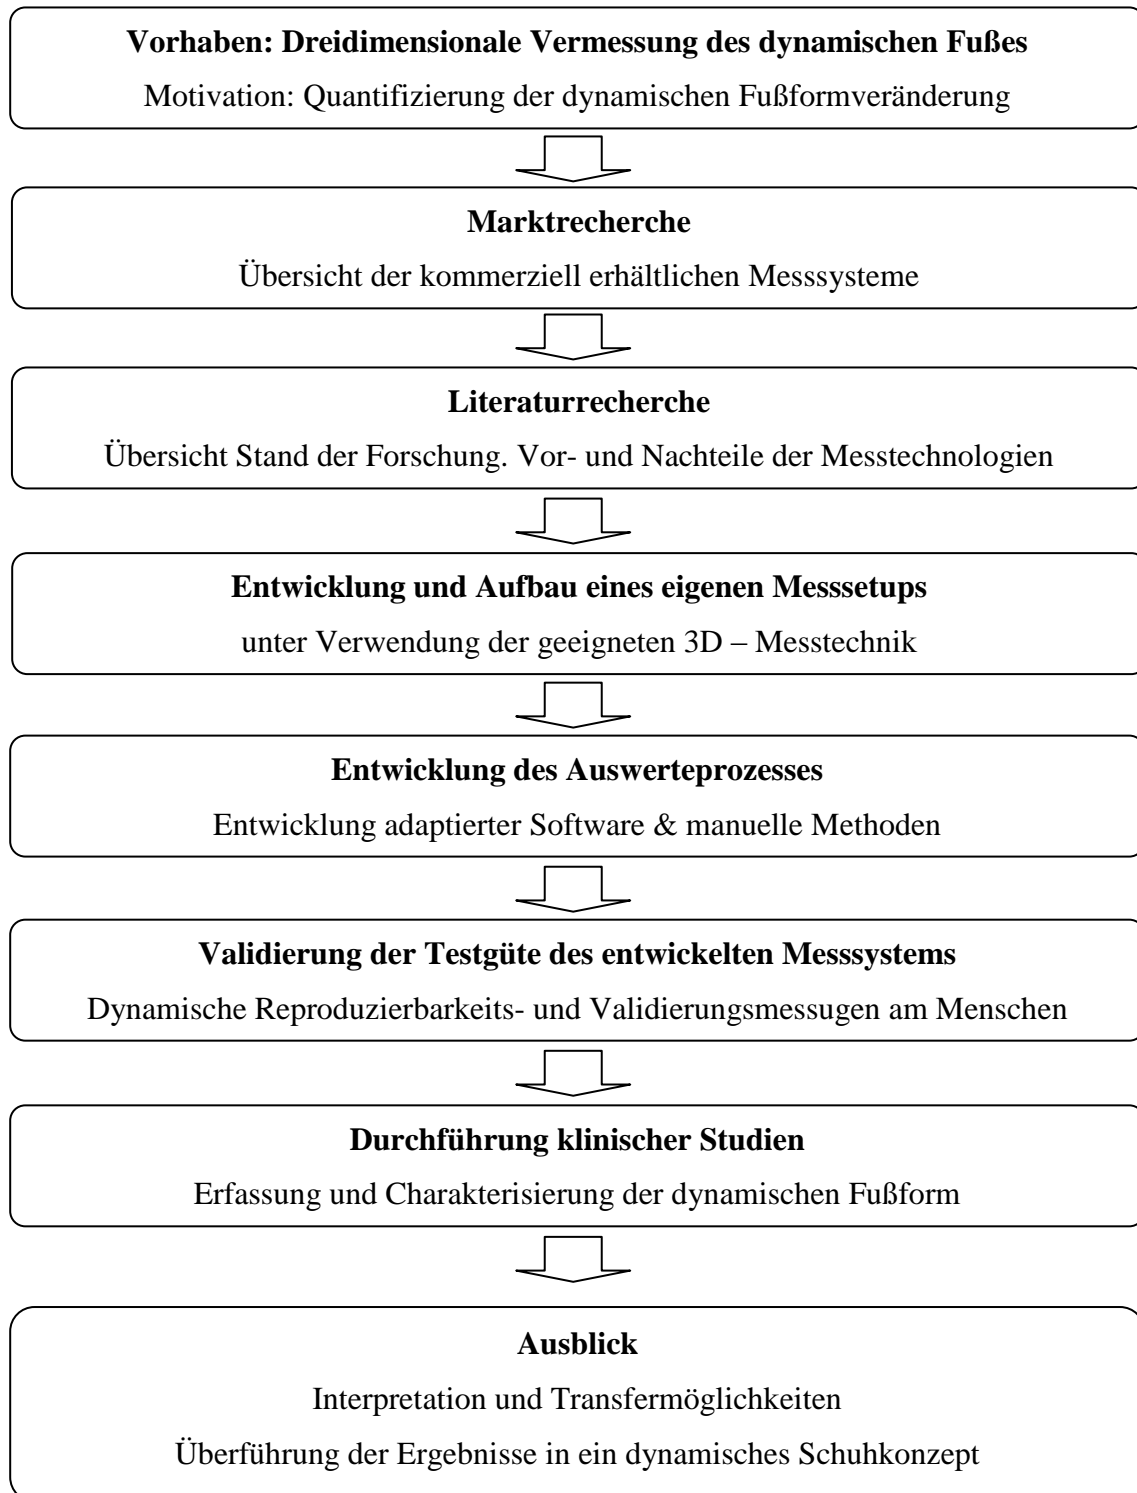 Vorhaben: Dreidimensionale Vermessung des dynamischen Fußes
Motivation: Quantifizierung der dynamischen Fußformveränderung
Marktrecherche
Übersicht der kommerziell erhältlichen Messsysteme
Literaturrecherche
Übersicht Stand der Forschung. Vor- und Nachteile der Messtechnologien
Entwicklung und Aufbau eines eigenen Messsetups
unter Verwendung der geeigneten 3D – Messtechnik
Entwicklung des Auswerteprozesses
Entwicklung adaptierter Software & manuelle Methoden
Validierung der Testgüte des entwickelten Messsystems
Dynamische Reproduzierbarkeits- und Validierungsmessugen am Menschen
Durchführung klinischer Studien
Erfassung und Charakterisierung der dynamischen Fußform
Ausblick
Interpretation und Transfermöglichkeiten
Überführung der Ergebnisse in ein dynamisches Schuhkonzept